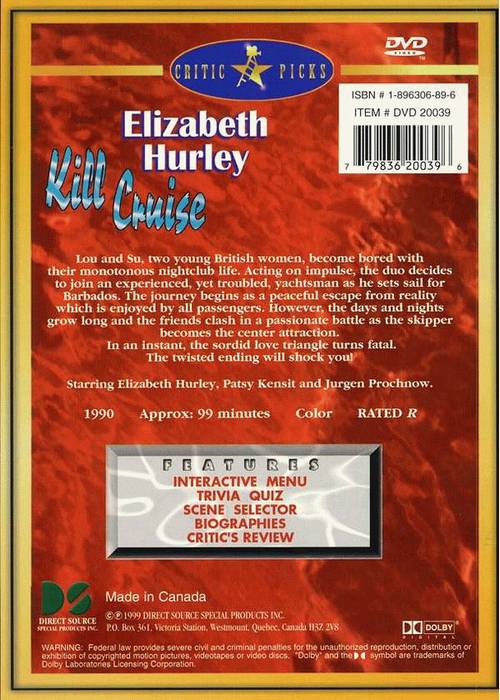 CRITIC PICKS
DVD
VIDEO
TM
ISBN # 1-896306-89-6
ITEM # DVD 20039
7 79836 20039 6
Elizabeth
Hurley
Kill
Cruise
Lou and Su, two young British women, become bored with
their monotonous nightclub life. Acting on impulse, the duo decides
to join an experienced, yet troubled, yachtsman as he sets sail for
Barbados. The journey begins as a peaceful escape from reality
which is enjoyed by all passengers. However, the days and nights
grow long and the friends clash in a passionate battle as the skipper
becomes the center attraction.
In an instant, the sordid love triangle turns fatal.
The twisted ending will shock you!
Starring Elizabeth Hurley, Patsy Kensit and Jurgen Prochnow.
1990 Approx: 99 minutes Color RATED R
FEATURES
INTERACTIVE MENU
TRIVIA QUIZ
SCENE SELECTOR
BIOGRAPHIES
CRITIC'S REVIEW
DS
DIRECT SOURCE
SPECIAL PRODUCTS INC.
Made in Canada
©℗1999 DIRECT SOURCE SPECIAL PRODUCTS INC.
P.O. Box 361, Victoria Station, Westmount, Quebec, Canada H3Z 2V8
DOLBY
DIGITAL
WARNING: Federal law provides severe civil and criminal penalties for the unauthorized reproduction, distribution or
exhibition of copyrighted motion pictures, videotapes or video discs. "Dolby" and the symbol are trademarks of
Dolby Laboratories Licensing Corporation.